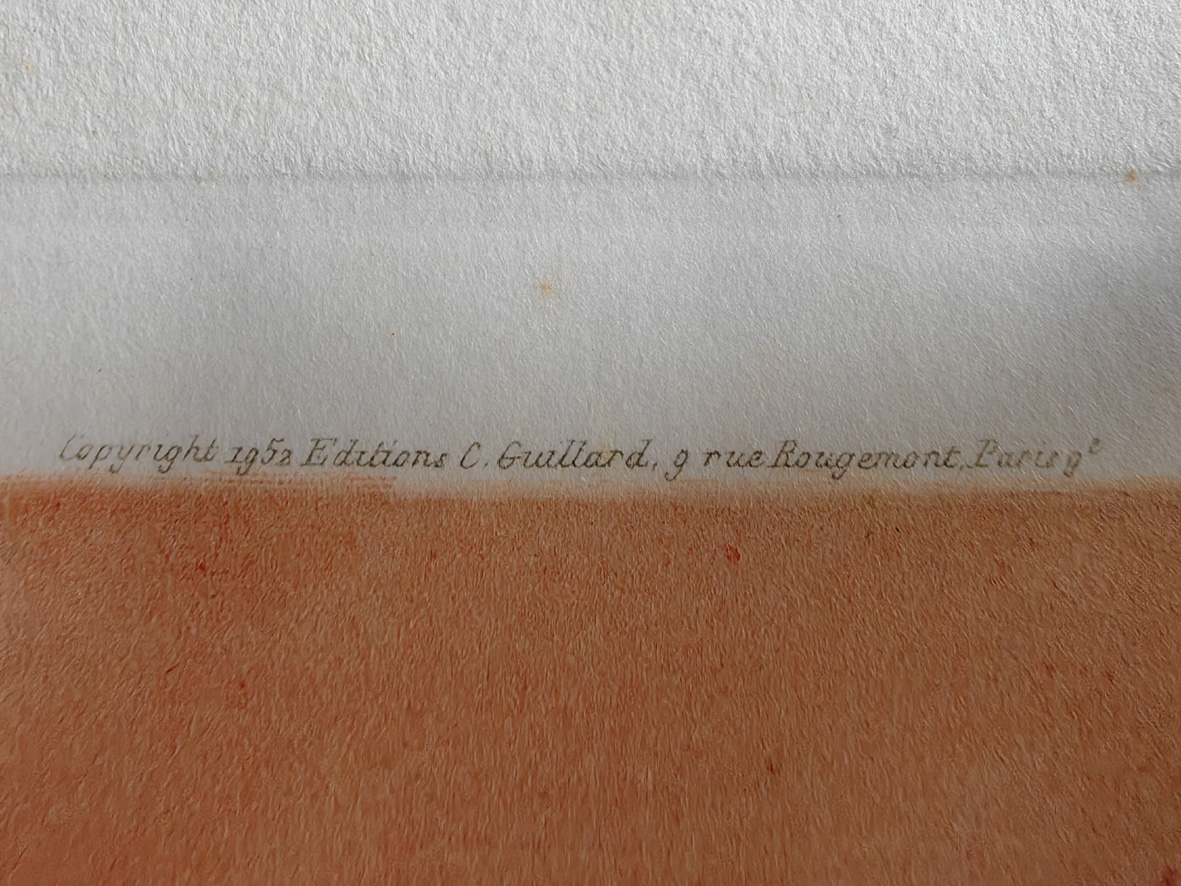 Copyright 1952 Editions C. Guillard, 9 rue Rougemont, Paris 9e